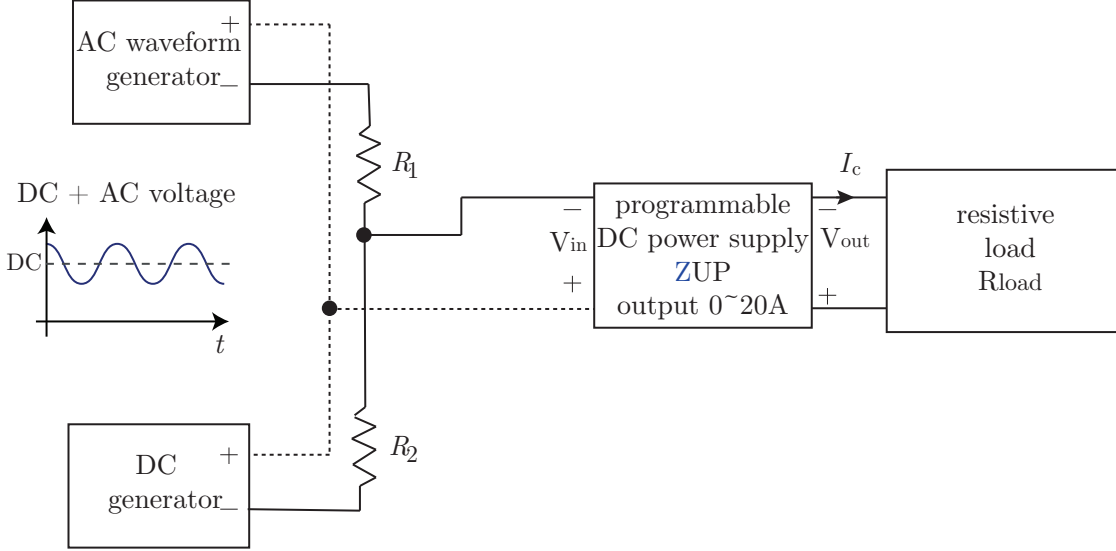 +
AC waveform
generator
−
R1
DC + AC voltage
DC
t
−
Vin
+
programmable
DC power supply
ZUP
output 0~20A
Ic
−
Vout
+
resistive
load
Rload
DC
generator
+
−
R2